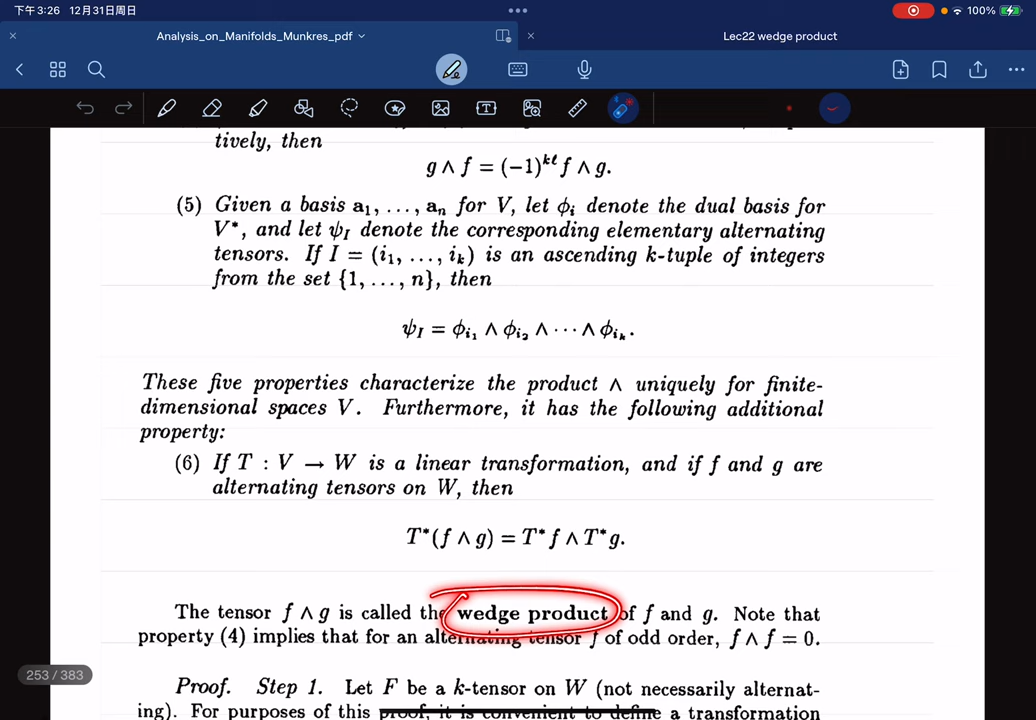 下午3:26 12月31日周日
100%
Analysis_on_Manifolds_Munkres_pdf
Lec22 wedge product
tively, then
g ∧ f = (−1)^{kℓ} f ∧ g.
(5) Given a basis a₁, …, aₙ for V, let ϕᵢ denote the dual basis for
V*, and let ψ_I denote the corresponding elementary alternating
tensors. If I = (i₁, …, iₖ) is an ascending k-tuple of integers
from the set {1, …, n}, then
ψ_I = ϕ_{i₁} ∧ ϕ_{i₂} ∧ ⋯ ∧ ϕ_{iₖ}.
These five properties characterize the product ∧ uniquely for finite-
dimensional spaces V. Furthermore, it has the following additional
property:
(6) If T : V → W is a linear transformation, and if f and g are
alternating tensors on W, then
T*(f ∧ g) = T*f ∧ T*g.
The tensor f ∧ g is called the wedge product of f and g. Note that
property (4) implies that for an alternating tensor f of odd order, f ∧ f = 0.
253 / 383
Proof. Step 1. Let F be a k-tensor on W (not necessarily alternat-
ing). For purposes of this proof, it is convenient to define a transformation